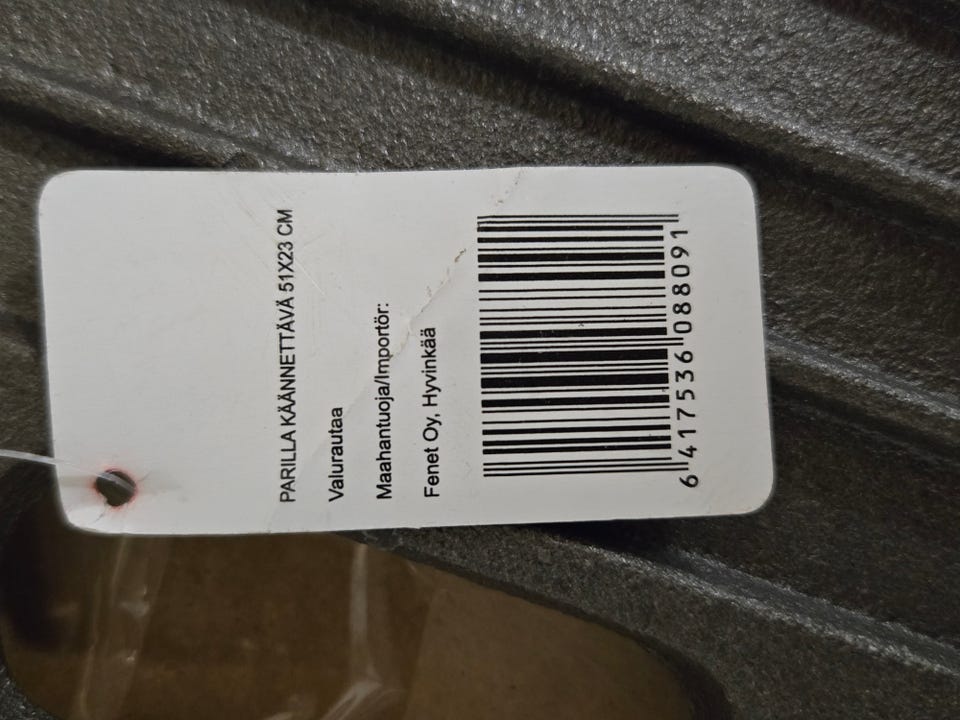 PARILLA KÄÄNNETTÄVÄ 51X23 CM
Valurautaa
Maahantuoja/Importör:
Fenet Oy, Hyvinkää
6 417536 088091